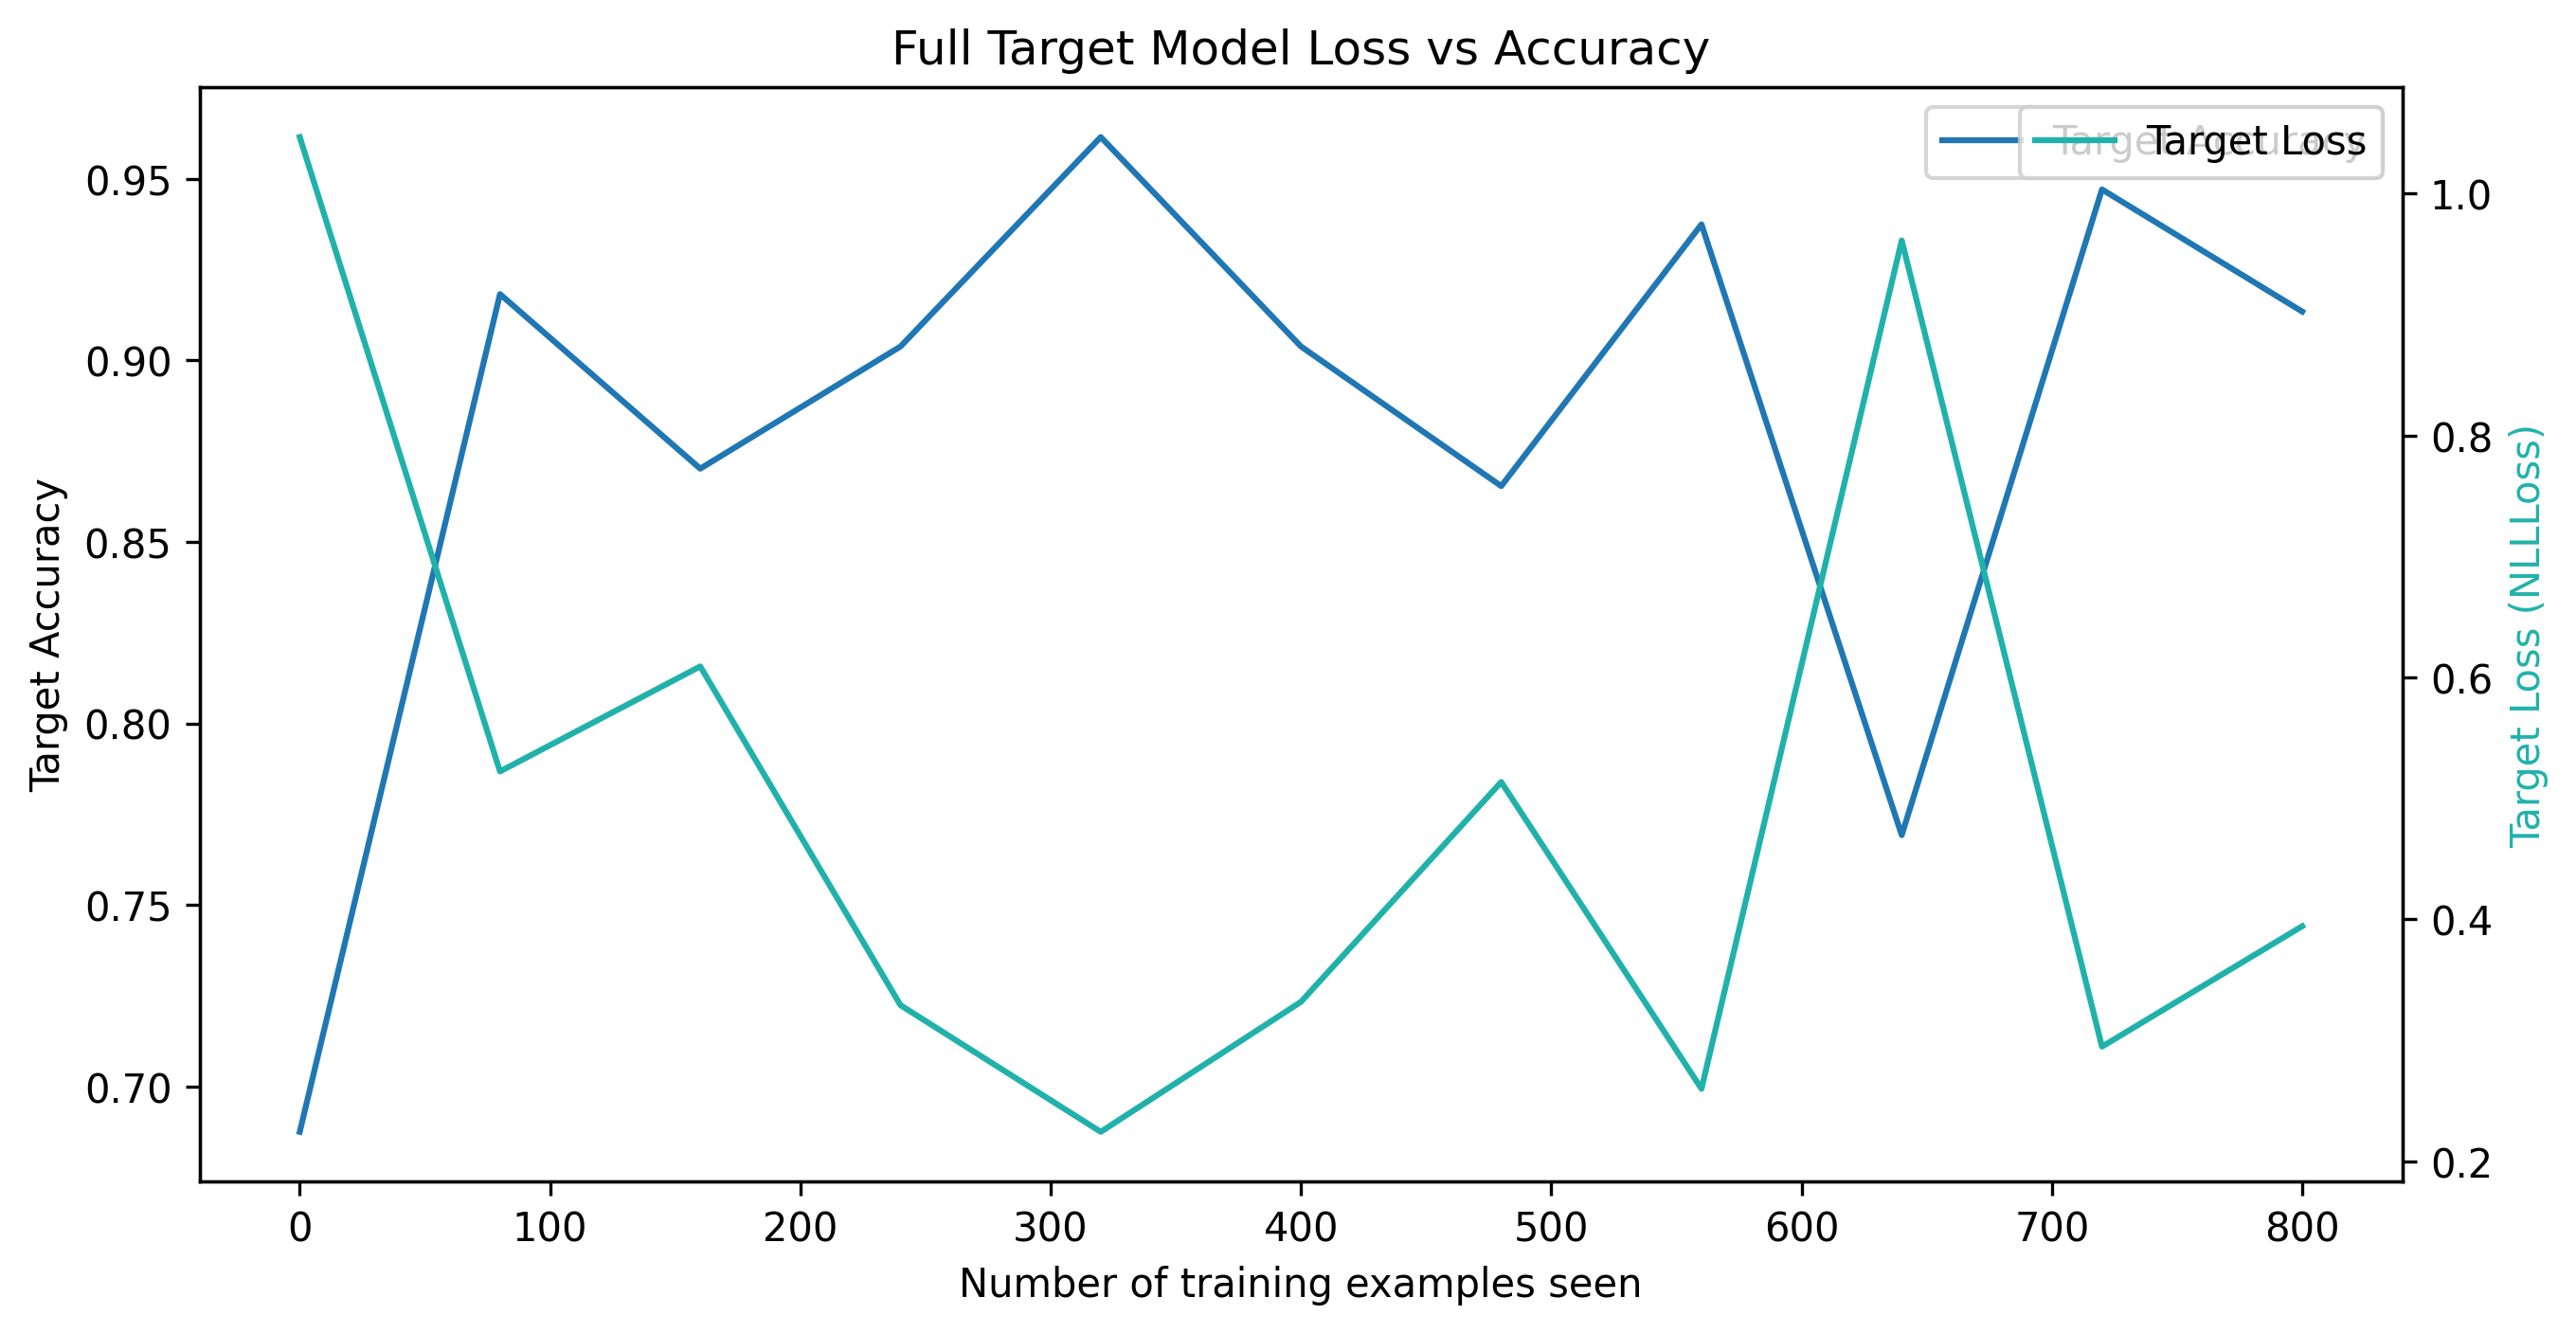 Full Target Model Loss vs Accuracy
Target Accuracy
Target Loss
0.95
0.90
0.85
0.80
0.75
0.70
Target Accuracy
1.0
0.8
0.6
0.4
0.2
Target Loss (NLLLoss)
0 100 200 300 400 500 600 700 800
Number of training examples seen